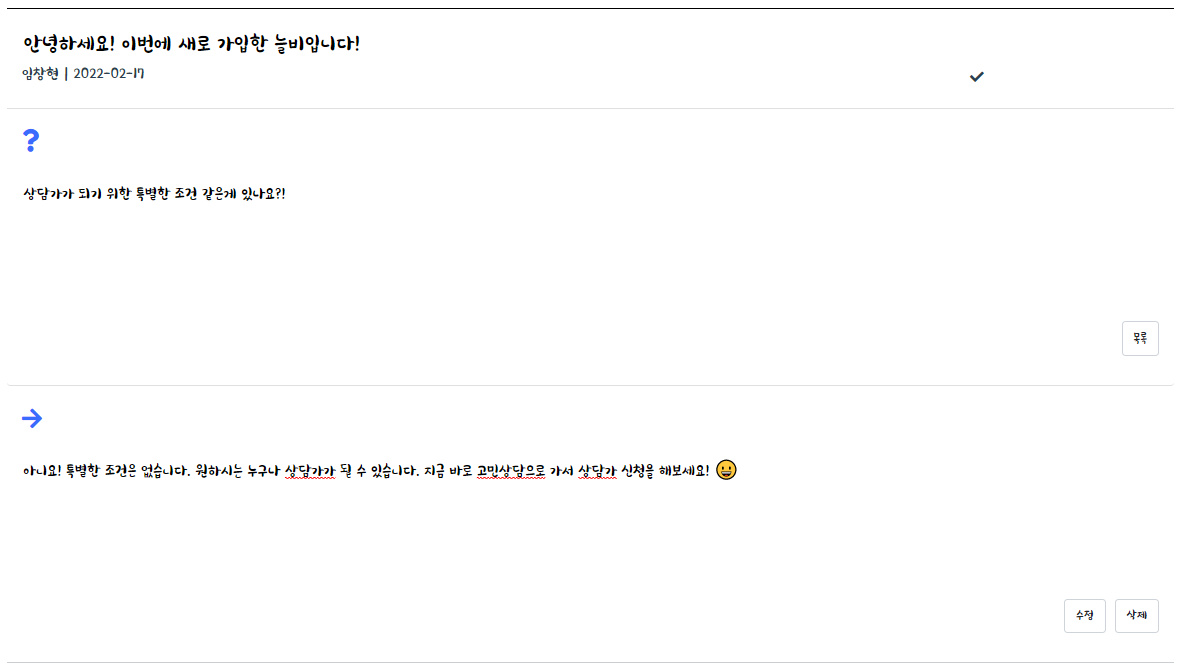 안녕하세요! 이번에 새로 가입한 늘비입니다!
임창현 | 2022-02-17
?
상담가가 되기 위한 특별한 조건 같은게 있나요?!
목록
아니요! 특별한 조건은 없습니다. 원하시는 누구나 상담가가 될 수 있습니다. 지금 바로 고민상담으로 가서 상담가 신청을 해보세요! 😀
수정 삭제